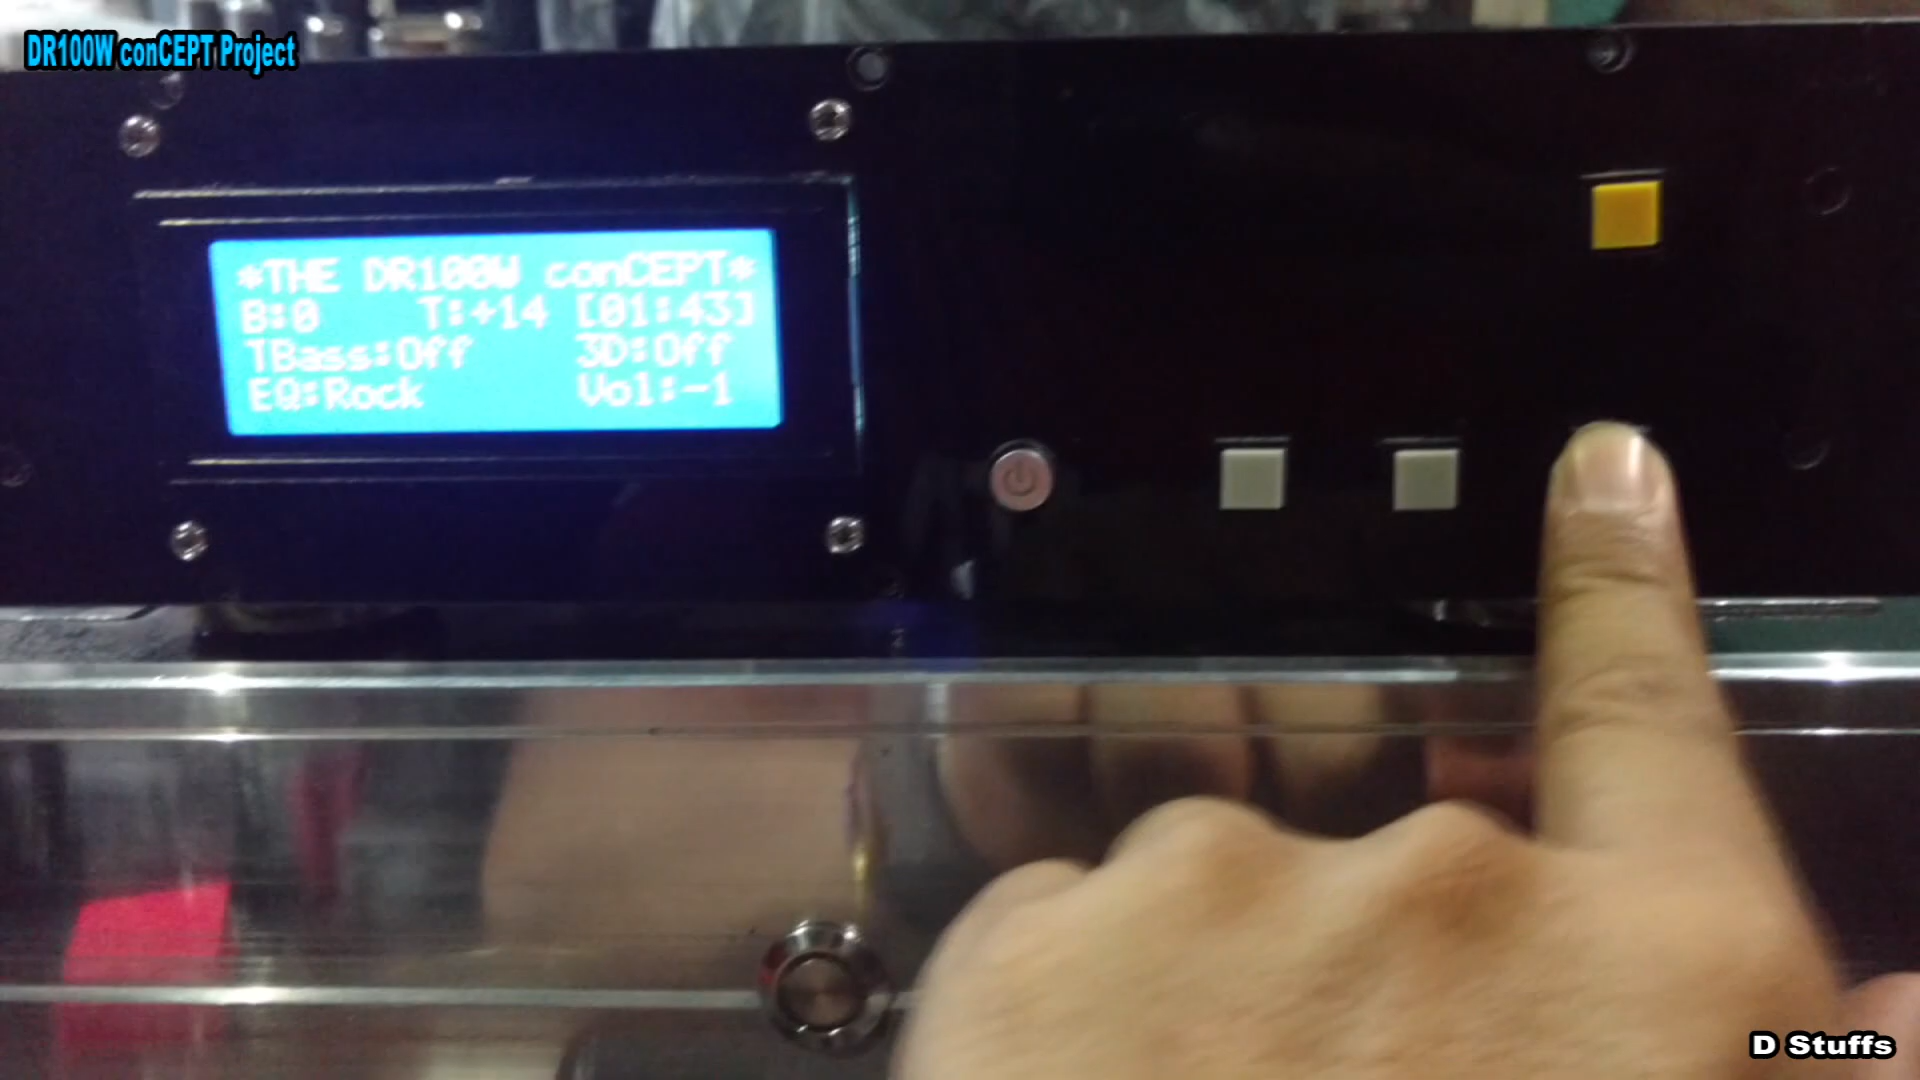 DR100W conCEPT Project
*THE DR100W conCEPT*
B:0 T:+14 [01:43]
TBass:Off 3D:Off
EQ:Rock Vol:-1
D Stuffs